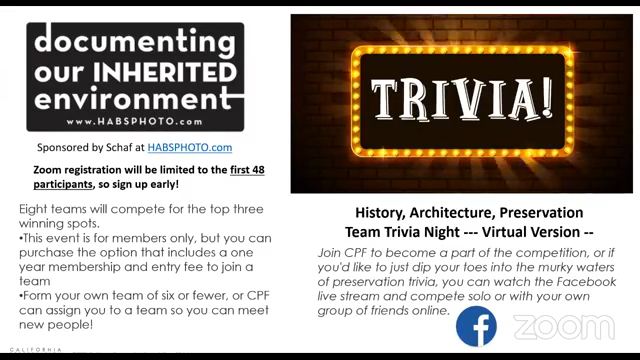 documenting
our INHERITED
environment
www.HABSPHOTO.com
Sponsored by Schaf at HABSPHOTO.com
Zoom registration will be limited to the first 48
participants, so sign up early!
Eight teams will compete for the top three
winning spots.
•This event is for members only, but you can
purchase the option that includes a one
year membership and entry fee to join a
team
•Form your own team of six or fewer, or CPF
can assign you to a team so you can meet
new people!
CALIFORNIA
TRIVIA!
History, Architecture, Preservation
Team Trivia Night --- Virtual Version --
Join CPF to become a part of the competition, or if
you'd like to just dip your toes into the murky waters
of preservation trivia, you can watch the Facebook
live stream and compete solo or with your own
group of friends online.
f
zoom